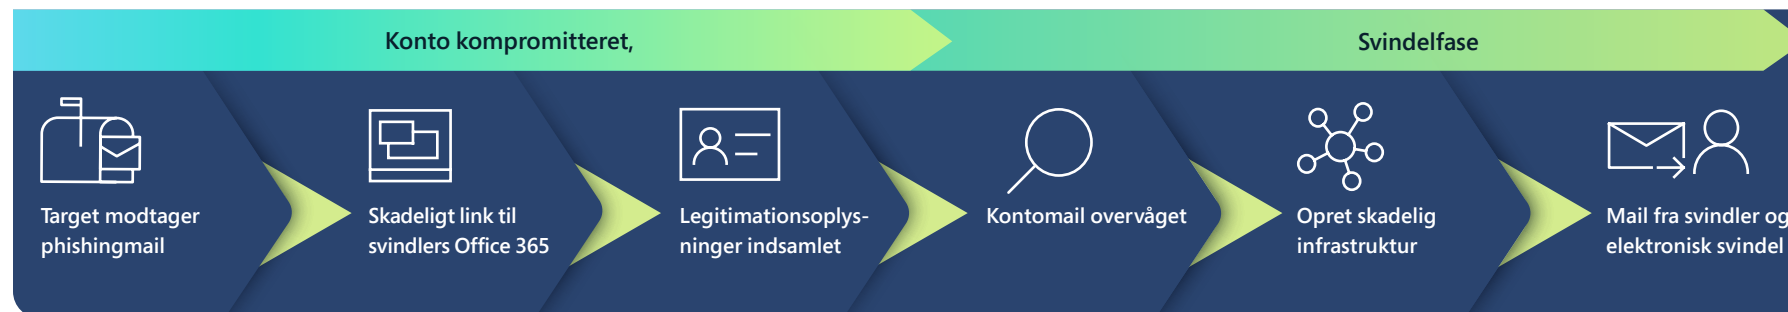 Konto kompromitteret,
Svindelfase
Target modtager
phishingmail
Skadeligt link til
svindlers Office 365
Legitimationsoplys-
ninger indsamlet
Kontomail overvåget
Opret skadelig
infrastruktur
Mail fra svindler og
elektronisk svindel